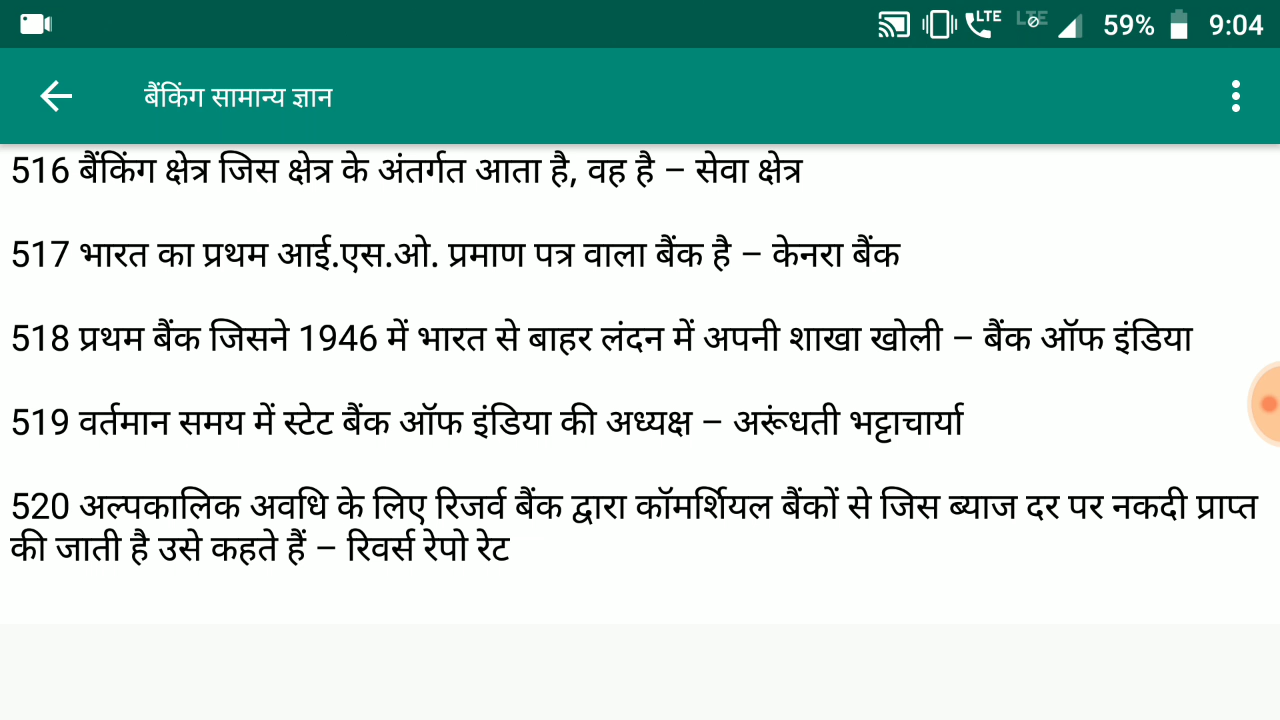 LTE LTE 59% 9:04
बैंकिंग सामान्य ज्ञान
516 बैंकिंग क्षेत्र जिस क्षेत्र के अंतर्गत आता है, वह है – सेवा क्षेत्र
517 भारत का प्रथम आई.एस.ओ. प्रमाण पत्र वाला बैंक है – केनरा बैंक
518 प्रथम बैंक जिसने 1946 में भारत से बाहर लंदन में अपनी शाखा खोली – बैंक ऑफ इंडिया
519 वर्तमान समय में स्टेट बैंक ऑफ इंडिया की अध्यक्ष – अरूंधती भट्टाचार्या
520 अल्पकालिक अवधि के लिए रिजर्व बैंक द्वारा कॉमर्शियल बैंकों से जिस ब्याज दर पर नकदी प्राप्त
की जाती है उसे कहते हैं – रिवर्स रेपो रेट